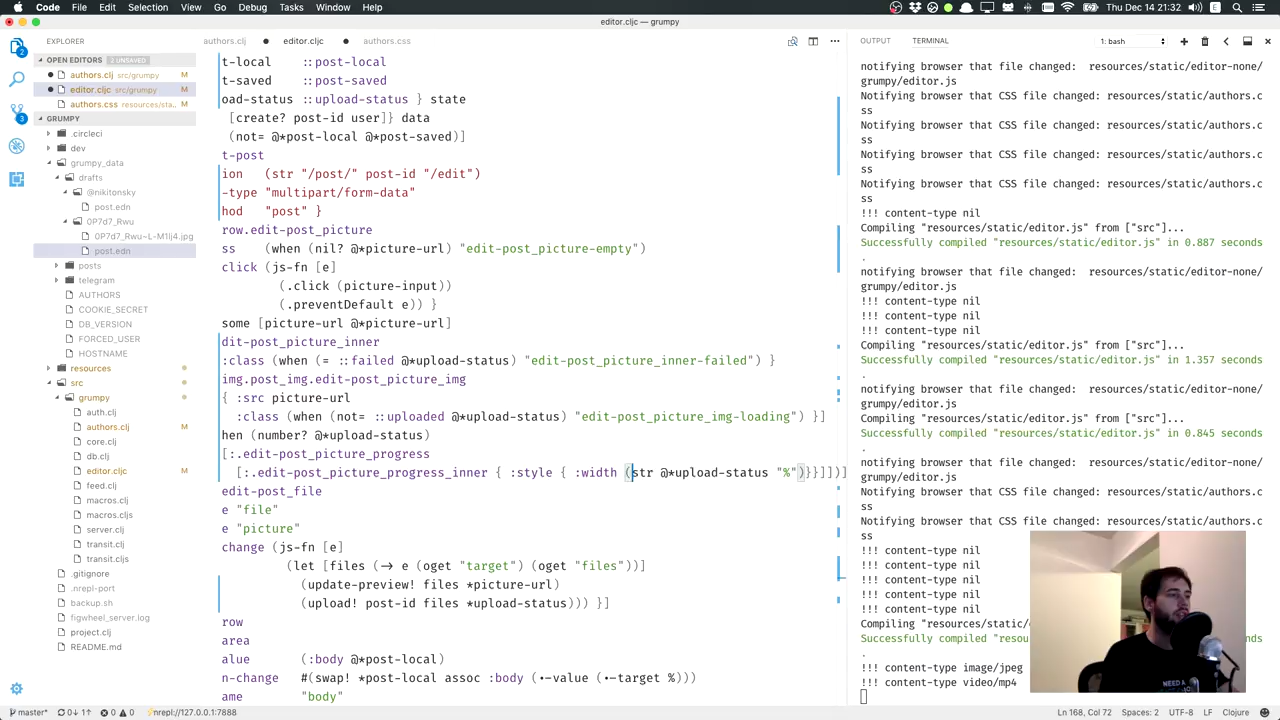 editor.cljc — grumpy
Thu Dec 14 21:32
EXPLORER
OPEN EDITORS 2 UNSAVED
authors.clj src/grumpy M
editor.cljc src/grumpy M
authors.css resources/sta... M
GRUMPY
.circleci
dev
grumpy_data
drafts
@nikitonsky
post.edn
0P7d7_Rwu
0P7d7_Rwu~L-M1Ij4.jpg
post.edn
posts
telegram
AUTHORS
COOKIE_SECRET
DB_VERSION
FORCED_USER
HOSTNAME
resources
src
grumpy
auth.clj
authors.clj M
core.clj
db.clj
editor.cljc M
feed.clj
macros.clj
macros.cljs
server.clj
transit.clj
transit.cljs
.gitignore
.nrepl-port
backup.sh
figwheel_server.log
project.clj
README.md
authors.clj
editor.cljc
authors.css
t-local ::post-local
t-saved ::post-saved
oad-status ::upload-status } state
[create? post-id user]} data
(not= @*post-local @*post-saved)]
t-post
ion (str "/post/" post-id "/edit")
-type "multipart/form-data"
hod "post" }
row.edit-post_picture
ss (when (nil? @*picture-url) "edit-post_picture-empty")
click (js-fn [e]
(.click (picture-input))
(.preventDefault e)) }
some [picture-url @*picture-url]
dit-post_picture_inner
:class (when (= ::failed @*upload-status) "edit-post_picture_inner-failed") }
img.post_img.edit-post_picture_img
{ :src picture-url
:class (when (not= ::uploaded @*upload-status) "edit-post_picture_img-loading") }]
hen (number? @*upload-status)
[:.edit-post_picture_progress
[:.edit-post_picture_progress_inner { :style { :width (str @*upload-status "%")}}]])]
edit-post_file
e "file"
e "picture"
change (js-fn [e]
(let [files (-> e (oget "target") (oget "files"))]
(update-preview! files *picture-url)
(upload! post-id files *upload-status))) }]
row
area
alue (:body @*post-local)
n-change #(swap! *post-local assoc :body (.-value (.-target %)))
ame "body"
OUTPUT TERMINAL 1: bash
notifying browser that file changed: resources/static/editor-none/
grumpy/editor.js
Notifying browser that CSS file changed: resources/static/authors.c
ss
Notifying browser that CSS file changed: resources/static/authors.c
ss
Notifying browser that CSS file changed: resources/static/authors.c
ss
Notifying browser that CSS file changed: resources/static/authors.c
ss
!!! content-type nil
Compiling "resources/static/editor.js" from ["src"]...
Successfully compiled "resources/static/editor.js" in 0.887 seconds
.
notifying browser that file changed: resources/static/editor-none/
grumpy/editor.js
!!! content-type nil
!!! content-type nil
!!! content-type nil
Compiling "resources/static/editor.js" from ["src"]...
Successfully compiled "resources/static/editor.js" in 1.357 seconds
.
notifying browser that file changed: resources/static/editor-none/
grumpy/editor.js
Compiling "resources/static/editor.js" from ["src"]...
Successfully compiled "resources/static/editor.js" in 0.845 seconds
.
notifying browser that file changed: resources/static/editor-none/
grumpy/editor.js
Notifying browser that CSS file changed: resources/static/authors.c
ss
Notifying browser that CSS file changed: resources/static/authors.c
ss
!!! content-type nil
!!! content-type nil
!!! content-type nil
!!! content-type nil
!!! content-type nil
Compiling "resources/static/
Successfully compiled "resou nds
.
!!! content-type image/jpeg
!!! content-type video/mp4
NEED A
master* 0↓ 1↑ 0 0 nrepl://127.0.0.1:7888
Ln 168, Col 72 Spaces: 2 UTF-8 LF Clojure